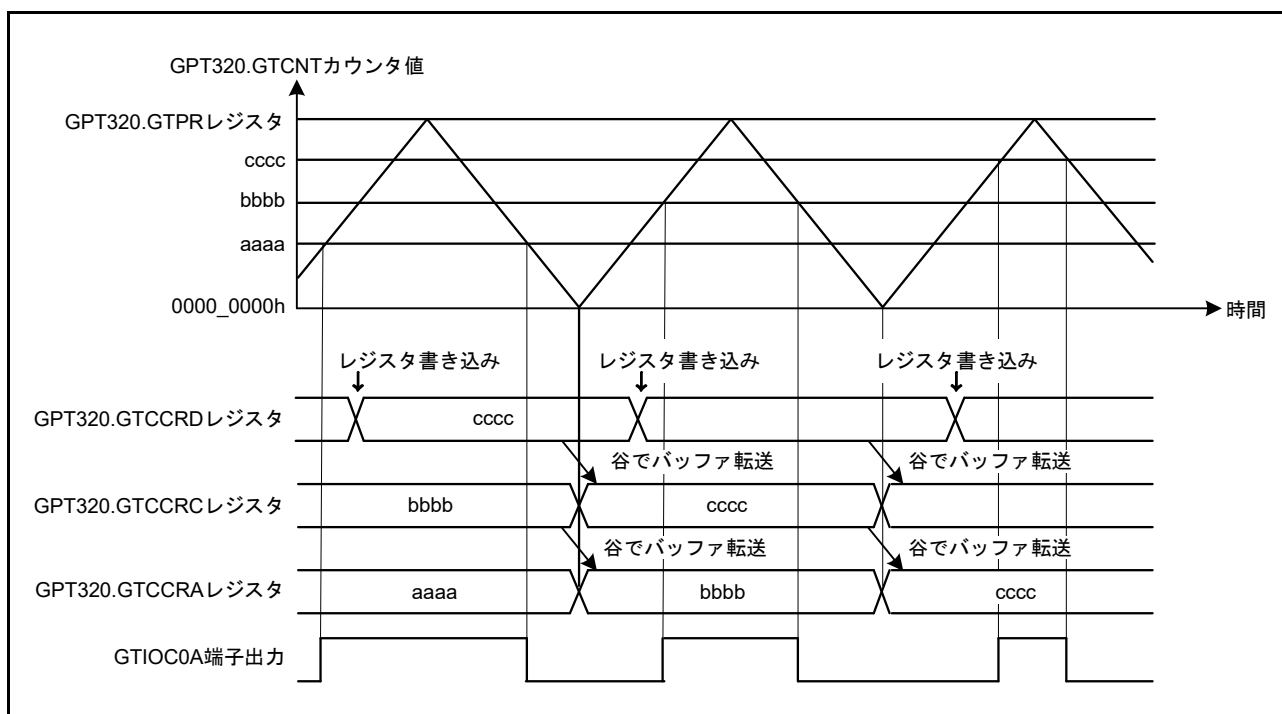 GPT320.GTCNTカウンタ値
GPT320.GTPRレジスタ
cccc
bbbb
aaaa
0000_0000h
時間
レジスタ書き込み
レジスタ書き込み
レジスタ書き込み
GPT320.GTCCRDレジスタ
cccc
谷でバッファ転送
谷でバッファ転送
GPT320.GTCCRCレジスタ
bbbb
cccc
谷でバッファ転送
谷でバッファ転送
GPT320.GTCCRAレジスタ
aaaa
bbbb
cccc
GTIOC0A端子出力